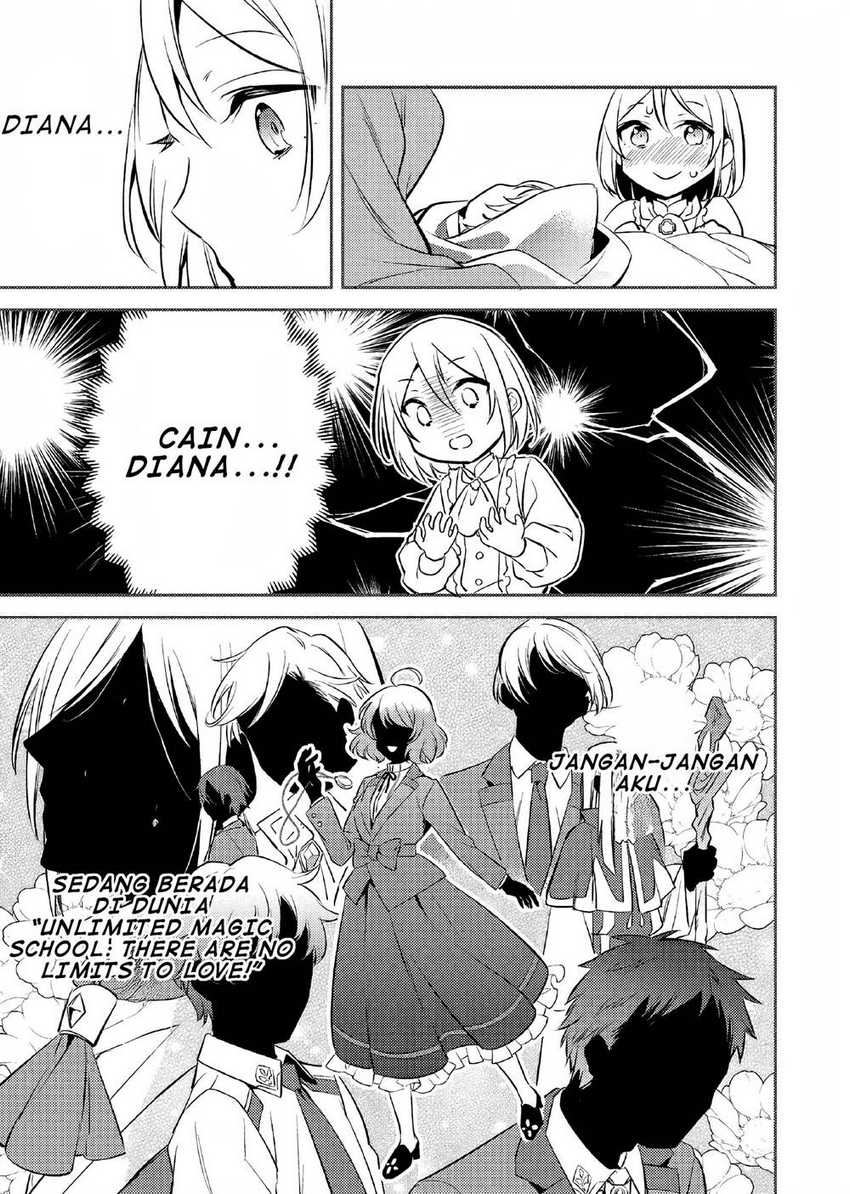 DIANA...
CAIN...
DIANA...!!
JANGAN-JANGAN
AKU...!
SEDANG BERADA
DI DUNIA
"UNLIMITED MAGIC
SCHOOL: THERE ARE NO
LIMITS TO LOVE!"